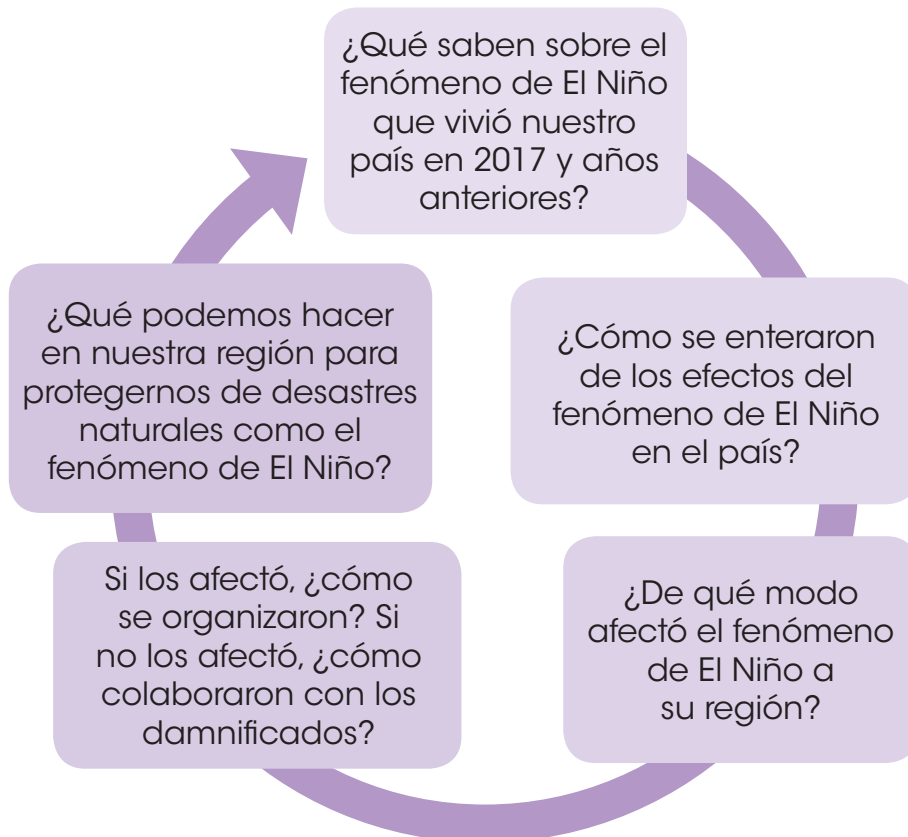 ¿Qué saben sobre el
fenómeno de El Niño
que vivió nuestro
país en 2017 y años
anteriores?
¿Cómo se enteraron
de los efectos del
fenómeno de El Niño
en el país?
¿De qué modo
afectó el fenómeno
de El Niño a
su región?
Si los afectó, ¿cómo
se organizaron? Si
no los afectó, ¿cómo
colaboraron con los
damnificados?
¿Qué podemos hacer
en nuestra región para
protegernos de desastres
naturales como el
fenómeno de El Niño?